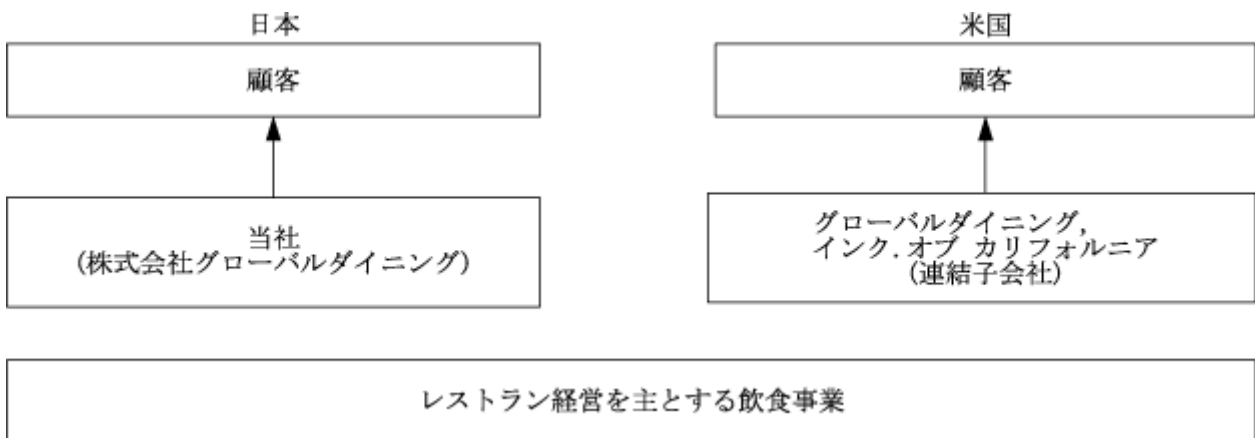 日本
米国
顧客
顧客
当社
(株式会社グローバルダイニング)
グローバルダイニング,
インク.オブ カリフォルニア
(連結子会社)
レストラン経営を主とする飲食事業